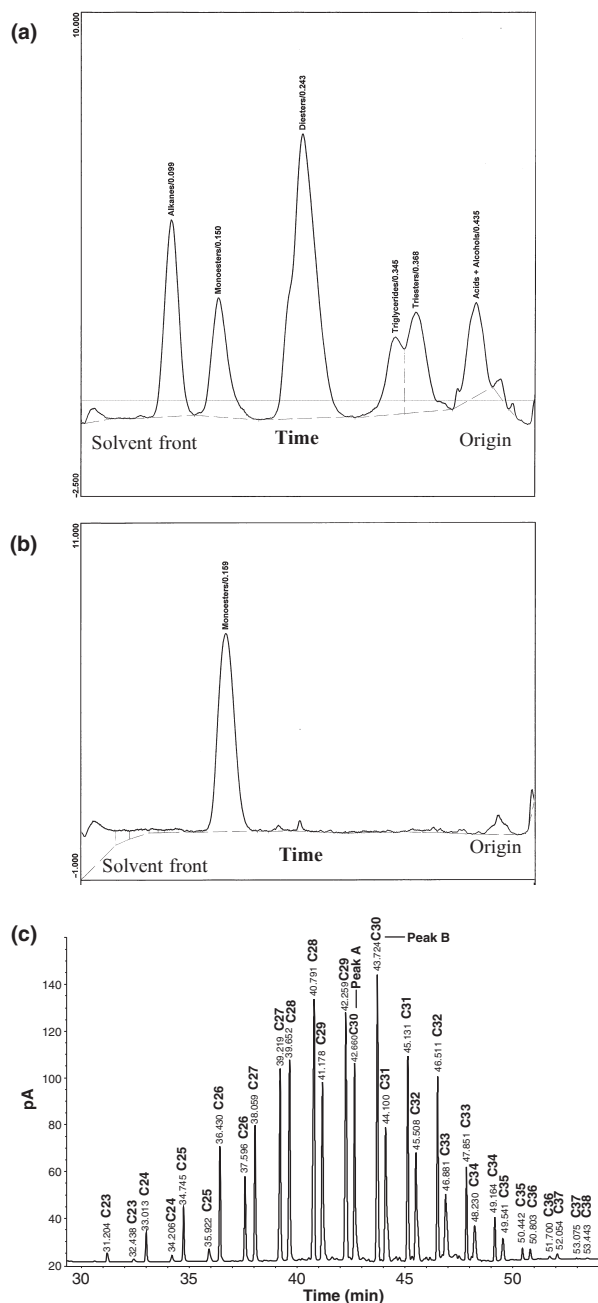 (a)
10.000
Alkanes/0.099
Monoesters/0.150
Diesters/0.243
Triglycerides/0.345
Triesters/0.368
Acids + Alcohols/0.435
Solvent front
Time
Origin
–2.500
(b)
11.000
Monoesters/0.159
Solvent front
Time
Origin
–1.000
(c)
pA
140
120
100
80
60
40
20
31.204 C23
32.438 C23
33.013 C24
34.206 C24
34.745 C25
35.922 C25
36.430 C26
37.596 C26
38.059 C27
39.219 C27
39.652 C28
40.791 C28
41.178 C29
42.259 C29
42.660 C30 — Peak A
43.724 C30 — Peak B
44.100 C31
45.131 C31
45.508 C32
46.511 C32
46.881 C33
47.851 C33
48.230 C34
49.164 C34
49.541 C35
50.442 C35
50.803 C36
51.700 C36
52.054 C37
53.075 C37
53.443 C38
30
35
40
45
50
Time (min)